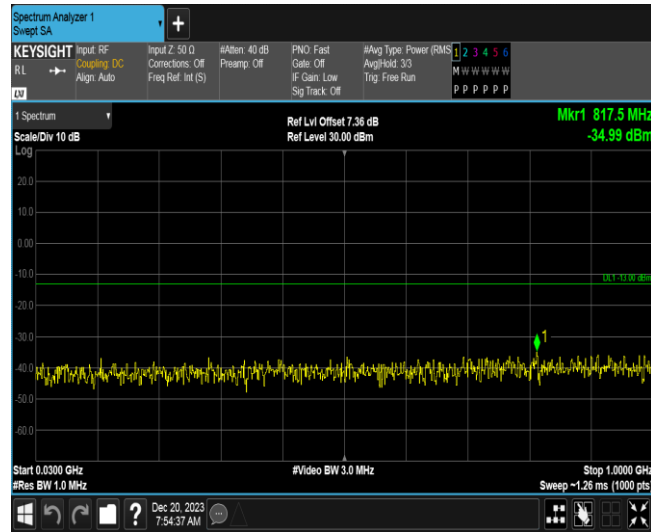 Spectrum Analyzer 1
Swept SA
+
KEYSIGHT
RL
LXI
Input: RF
Coupling: DC
Align: Auto
Input Z: 50 Ω
Corrections: Off
Freq Ref: Int (S)
#Atten: 40 dB
Preamp: Off
PNO: Fast
Gate: Off
IF Gain: Low
Sig Track: Off
#Avg Type: Power (RMS
Avg|Hold: 3/3
Trig: Free Run
1 2 3 4 5 6
M W W W W W
P P P P P P
1 Spectrum
Scale/Div 10 dB
Log
Ref Lvl Offset 7.36 dB
Ref Level 30.00 dBm
Mkr1 817.5 MHz
-34.99 dBm
20.0
10.0
0.00
-10.0
DL1 -13.00 dBm
-20.0
-30.0
1
-40.0
-50.0
-60.0
Start 0.0300 GHz
#Res BW 1.0 MHz
#Video BW 3.0 MHz
Stop 1.0000 GHz
Sweep ~1.26 ms (1000 pts)
?
Dec 20, 2023
7:54:37 AM